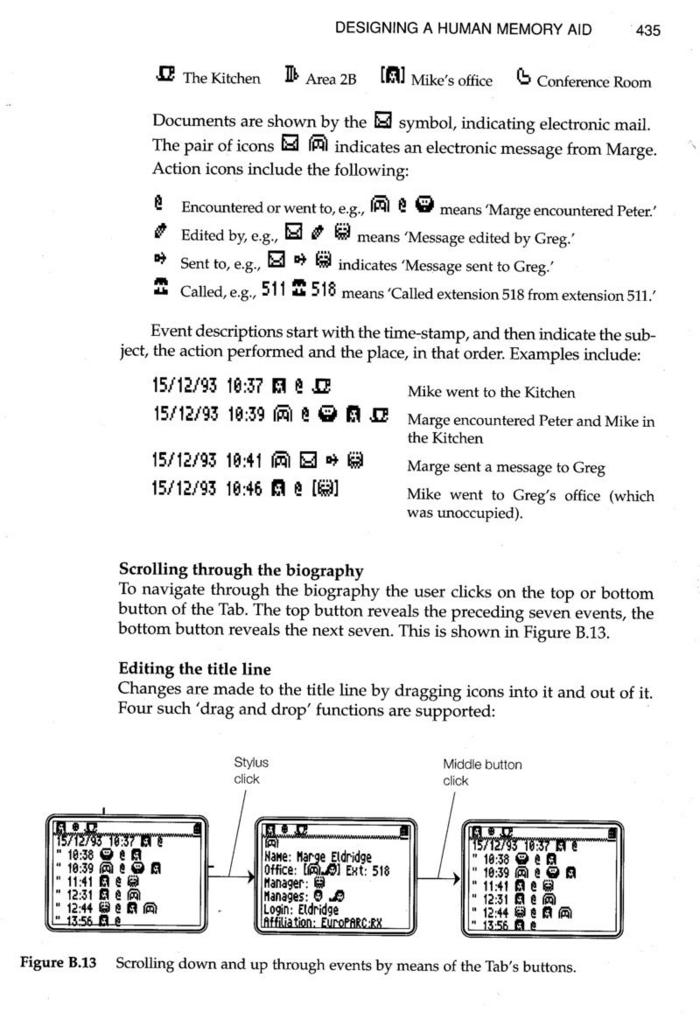 DESIGNING A HUMAN MEMORY AID 435
The Kitchen Area 2B Mike's office Conference Room
Documents are shown by the symbol, indicating electronic mail.
The pair of icons indicates an electronic message from Marge.
Action icons include the following:
Encountered or went to, e.g., means 'Marge encountered Peter.'
Edited by, e.g., means 'Message edited by Greg.'
Sent to, e.g., indicates 'Message sent to Greg.'
Called, e.g., 511 518 means 'Called extension 518 from extension 511.'
Event descriptions start with the time-stamp, and then indicate the sub-
ject, the action performed and the place, in that order. Examples include:
15/12/93 10:37 Mike went to the Kitchen
15/12/93 10:39 Marge encountered Peter and Mike in
the Kitchen
15/12/93 10:41 Marge sent a message to Greg
15/12/93 10:46 Mike went to Greg's office (which
was unoccupied).
Scrolling through the biography
To navigate through the biography the user clicks on the top or bottom
button of the Tab. The top button reveals the preceding seven events, the
bottom button reveals the next seven. This is shown in Figure B.13.
Editing the title line
Changes are made to the title line by dragging icons into it and out of it.
Four such 'drag and drop' functions are supported:
Stylus
click
Middle button
click
15/12/93 10:37
" 10:38
" 10:39
" 11:41
" 12:31
" 12:44
" 13:56
Name: Marge Eldridge
Office: [ ] Ext: 518
Manager:
Manages:
Login: Eldridge
Affiliation: EuroPARC:RX
15/12/93 10:37
" 10:38
" 10:39
" 11:41
" 12:31
" 12:44
" 13:56
Figure B.13 Scrolling down and up through events by means of the Tab's buttons.